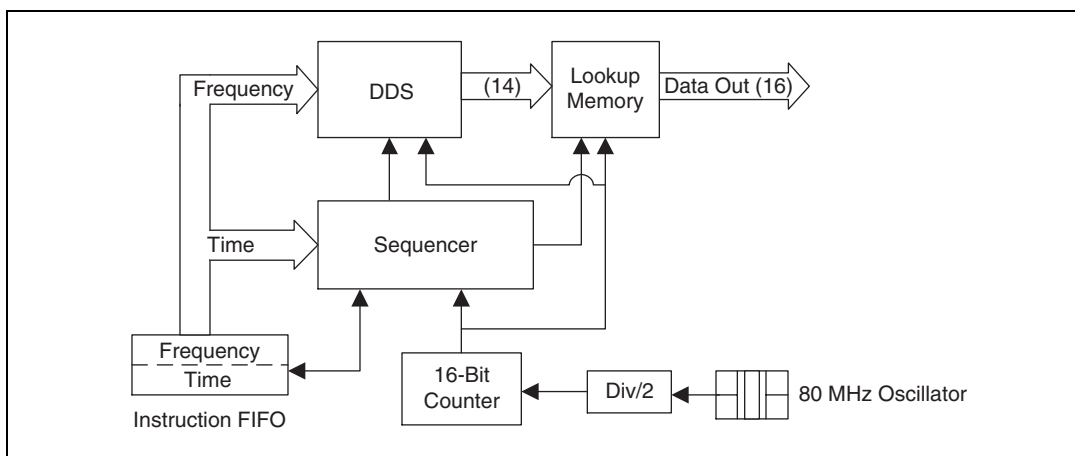 Frequency
DDS
(14)
Lookup
Memory
Data Out (16)
Time
Sequencer
Frequency
Time
Instruction FIFO
16-Bit
Counter
Div/2
80 MHz Oscillator